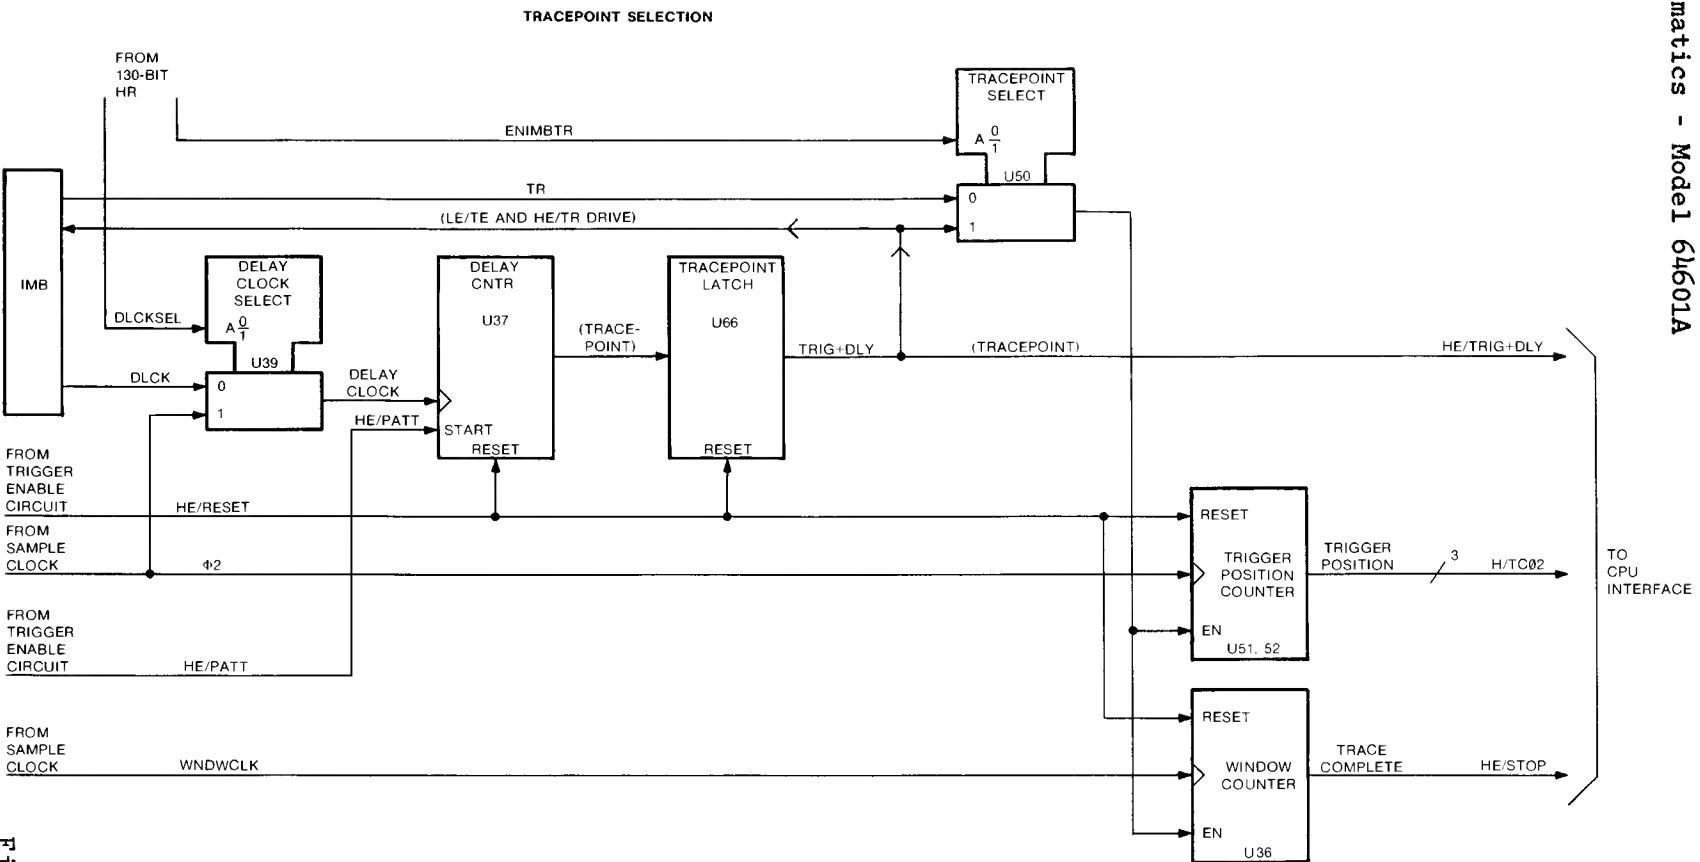 TRACEPOINT SELECTION
matics - Model 64601A
FROM
130-BIT
HR
ENIMBTR
TRACEPOINT
SELECT
A 0/1
U50
0
1
TR
(LE/TE AND HE/TR DRIVE)
IMB
DELAY
CLOCK
SELECT
A 0/1
U39
0
1
DLCKSEL
DLCK
DELAY
CLOCK
HE/PATT
DELAY
CNTR
U37
START
RESET
(TRACE-
POINT)
TRACEPOINT
LATCH
U66
RESET
TRIG+DLY
(TRACEPOINT)
HE/TRIG+DLY
FROM
TRIGGER
ENABLE
CIRCUIT
HE/RESET
FROM
SAMPLE
CLOCK
Φ2
RESET
TRIGGER
POSITION
COUNTER
EN
U51, 52
TRIGGER
POSITION
3
H/TCØ2
TO
CPU
INTERFACE
FROM
TRIGGER
ENABLE
CIRCUIT
HE/PATT
FROM
SAMPLE
CLOCK
WNDWCLK
RESET
WINDOW
COUNTER
EN
U36
TRACE
COMPLETE
HE/STOP